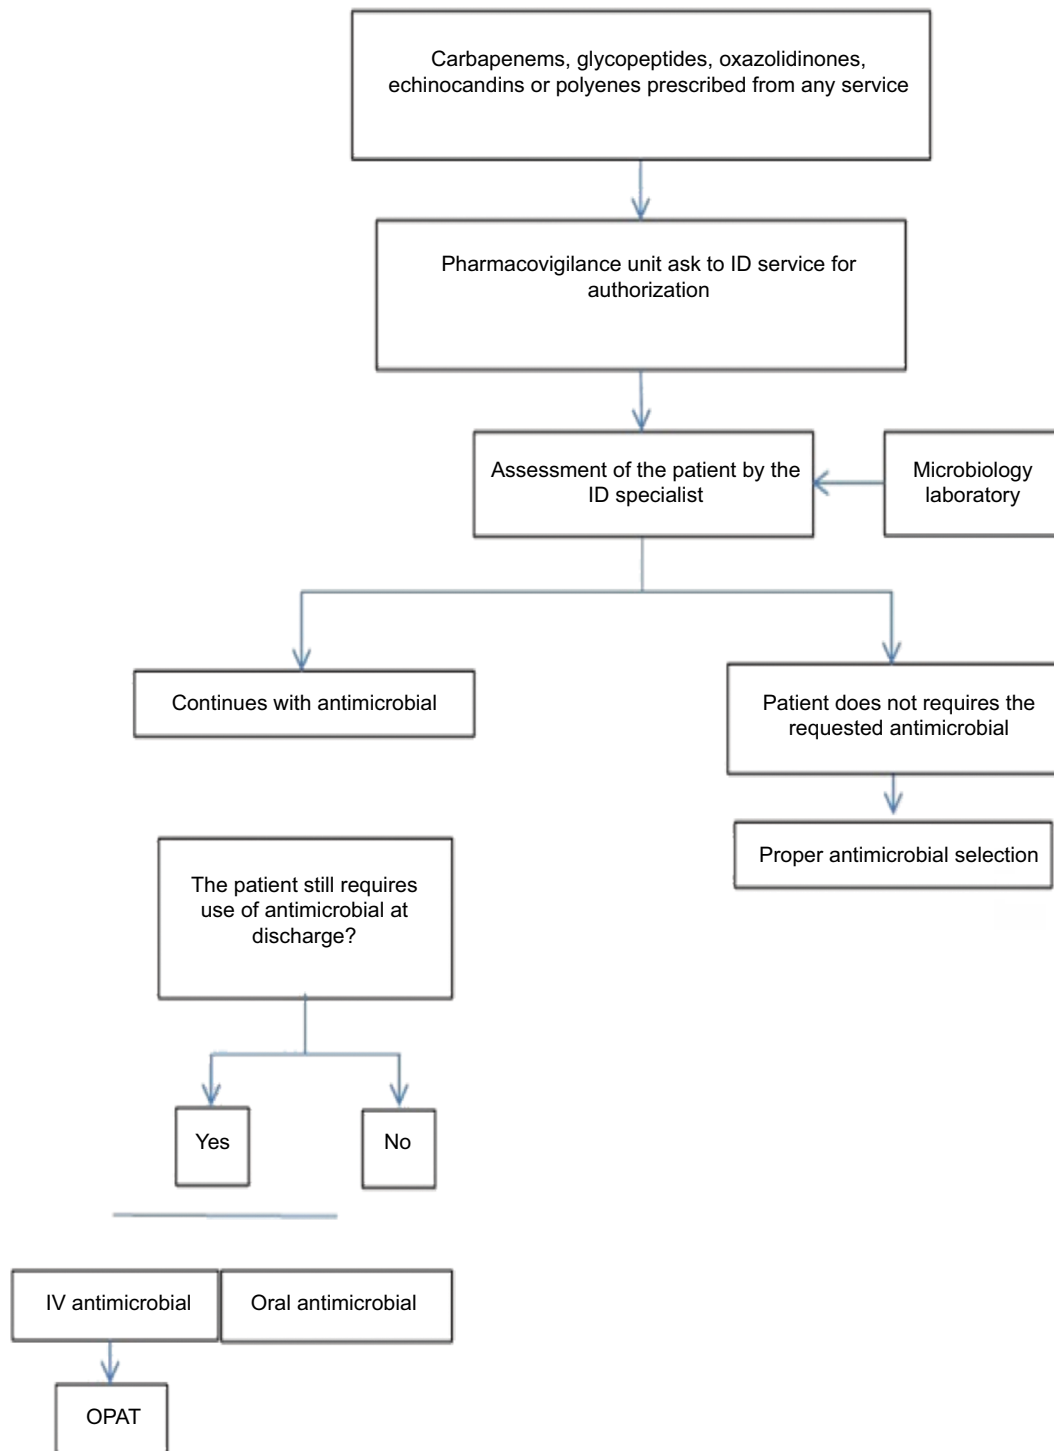 Carbapenems, glycopeptides, oxazolidinones,
echinocandins or polyenes prescribed from any service
Pharmacovigilance unit ask to ID service for
authorization
Assessment of the patient by the
ID specialist
Microbiology
laboratory
Continues with antimicrobial
Patient does not requires the
requested antimicrobial
Proper antimicrobial selection
The patient still requires
use of antimicrobial at
discharge?
Yes
No
IV antimicrobial
Oral antimicrobial
OPAT